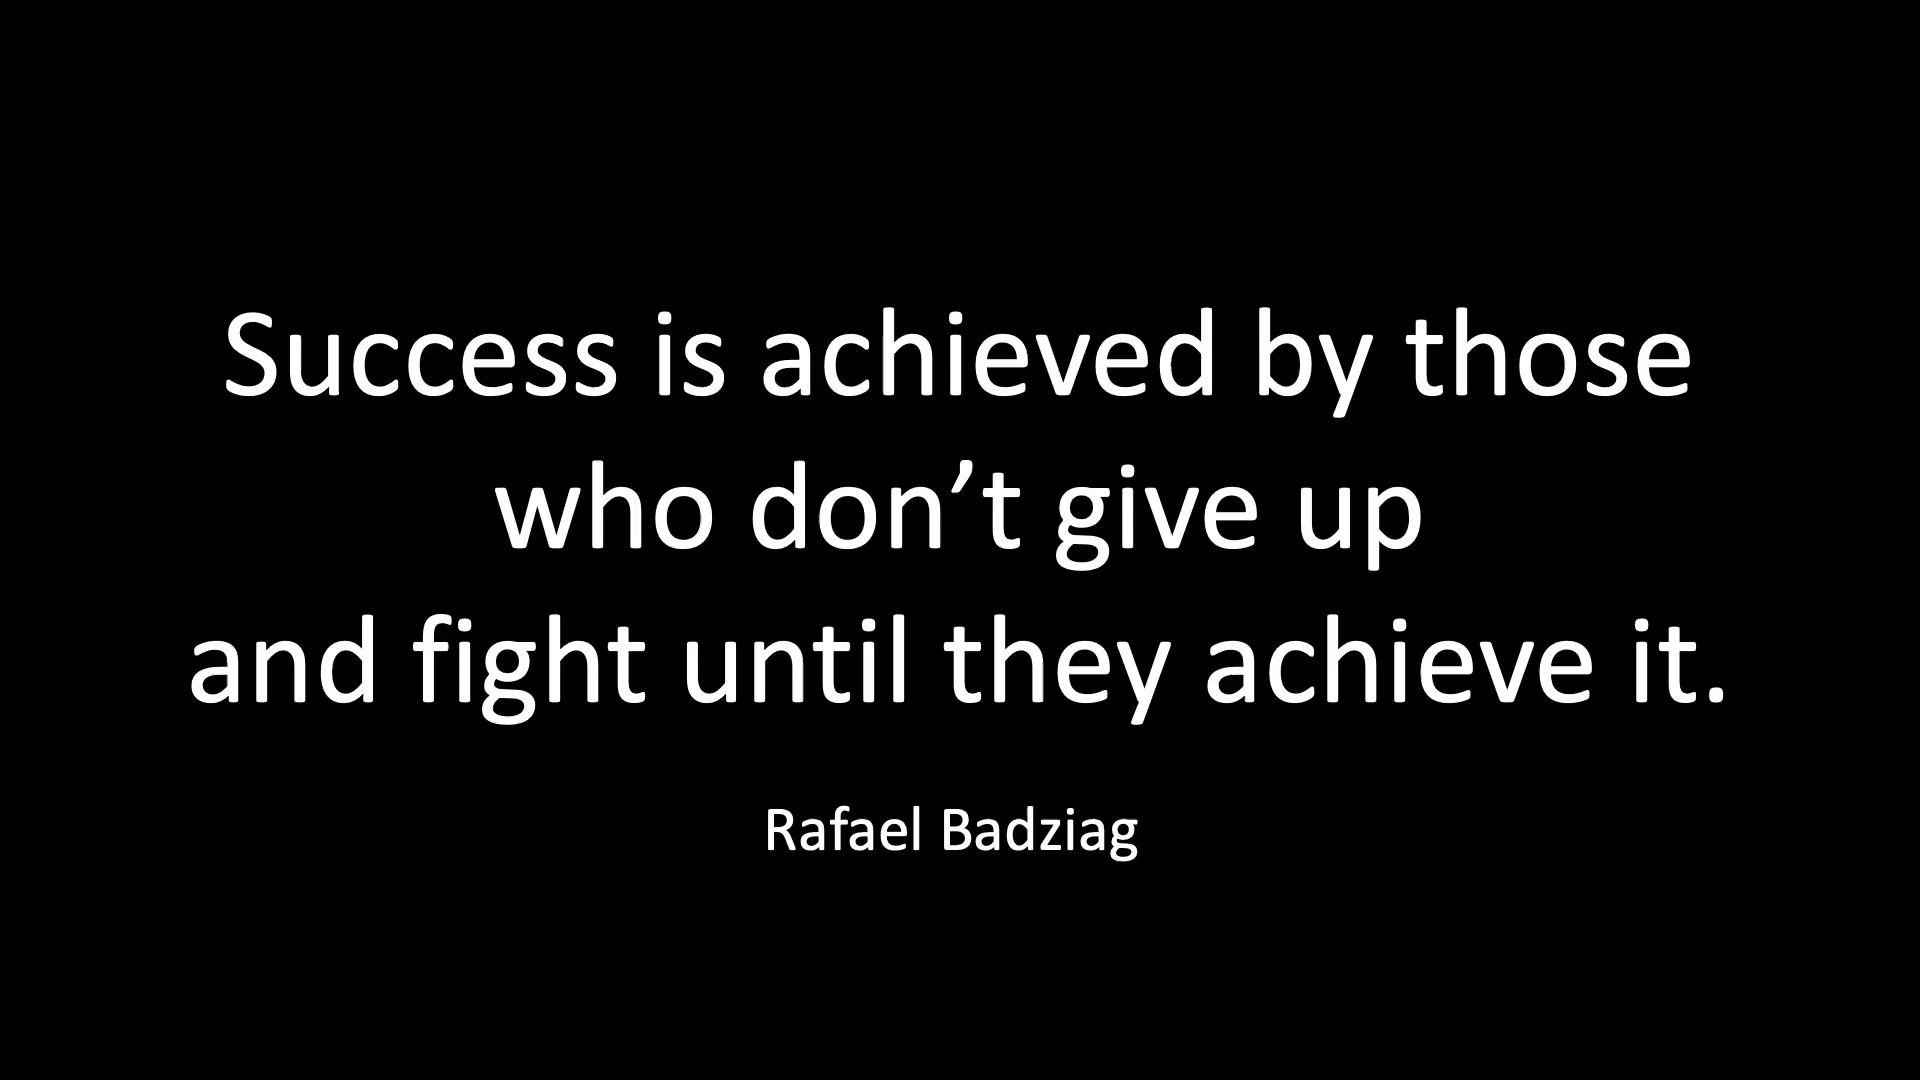 Success is achieved by those
who don’t give up
and fight until they achieve it.
Rafael Badziag